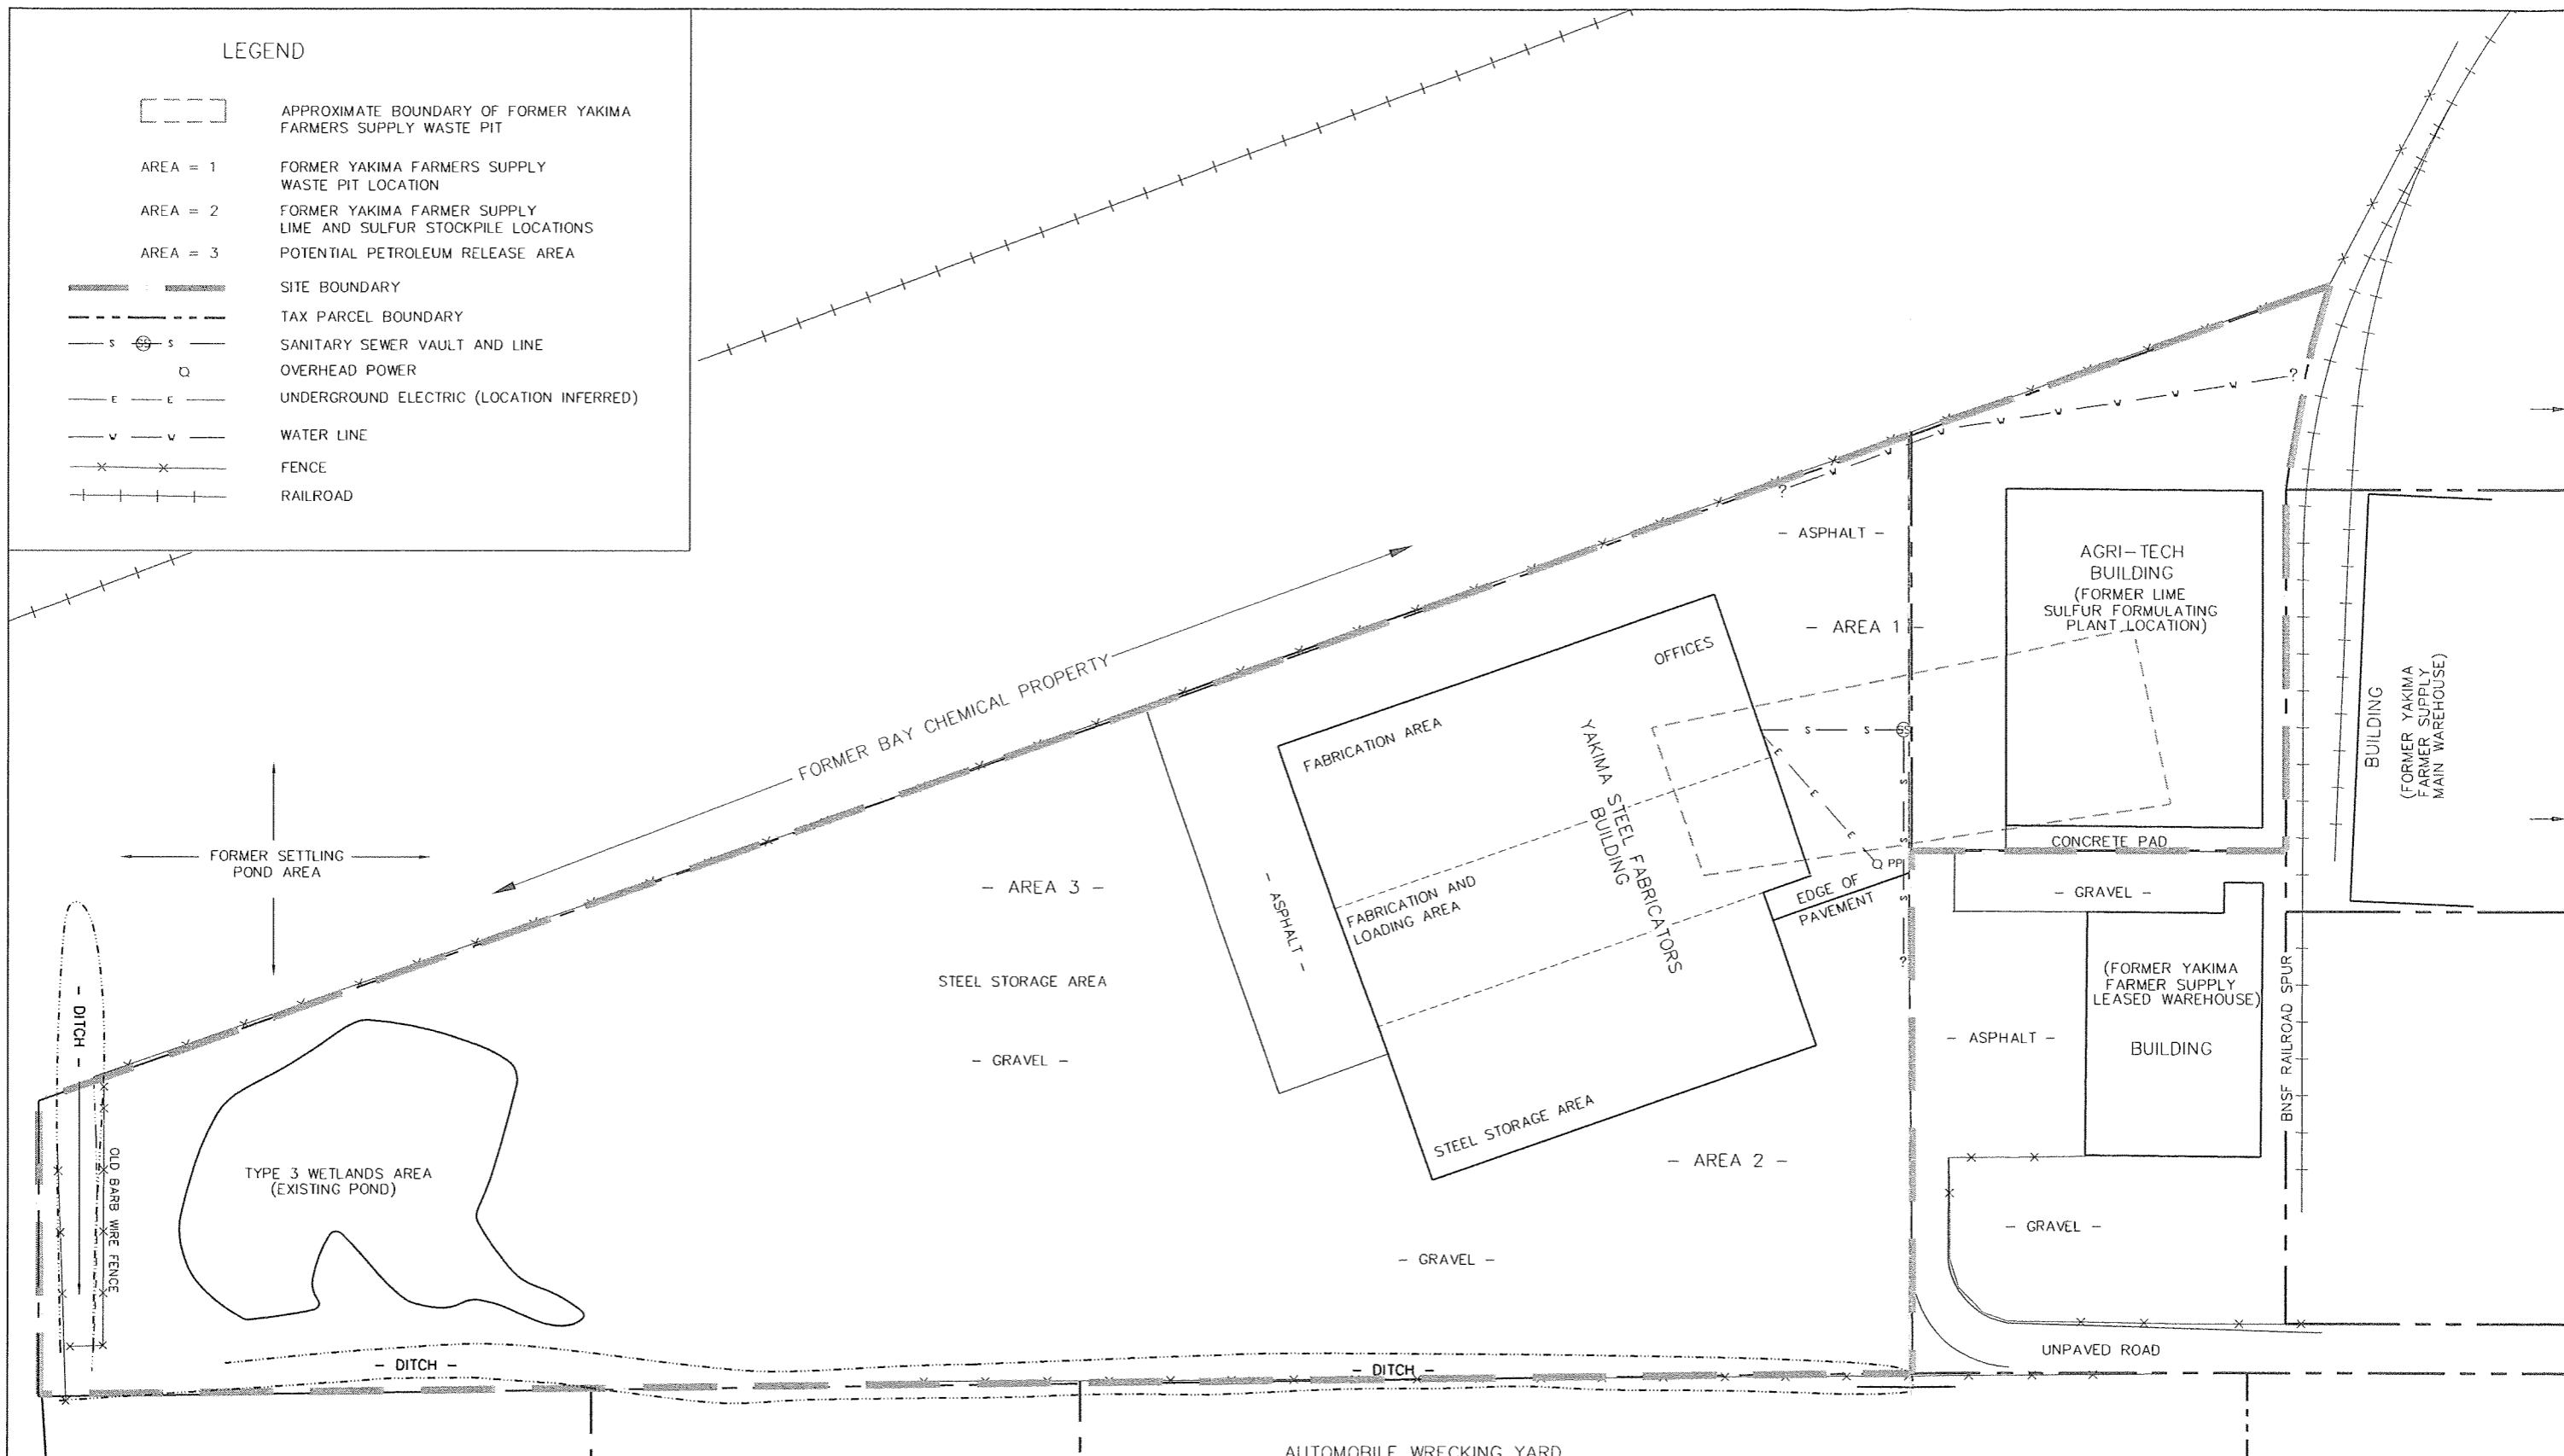 LEGEND
APPROXIMATE BOUNDARY OF FORMER YAKIMA
FARMERS SUPPLY WASTE PIT
AREA = 1
FORMER YAKIMA FARMERS SUPPLY
WASTE PIT LOCATION
AREA = 2
FORMER YAKIMA FARMER SUPPLY
LIME AND SULFUR STOCKPILE LOCATIONS
AREA = 3
POTENTIAL PETROLEUM RELEASE AREA
SITE BOUNDARY
TAX PARCEL BOUNDARY
S SS S
SANITARY SEWER VAULT AND LINE
OVERHEAD POWER
E E
UNDERGROUND ELECTRIC (LOCATION INFERRED)
W W
WATER LINE
FENCE
RAILROAD
W W W W W ?
? W W
- ASPHALT -
AGRI-TECH
BUILDING
(FORMER LIME
SULFUR FORMULATING
PLANT LOCATION)
- AREA 1 -
OFFICES
FORMER BAY CHEMICAL PROPERTY
FABRICATION AREA
YAKIMA STEEL FABRICATORS
BUILDING
S S SS
S
S
S
?
E
E
E
PP
BUILDING
(FORMER YAKIMA
FARMER SUPPLY
MAIN WAREHOUSE)
CONCRETE PAD
FORMER SETTLING
POND AREA
- AREA 3 -
- ASPHALT -
FABRICATION AND
LOADING AREA
EDGE OF
PAVEMENT
- GRAVEL -
STEEL STORAGE AREA
(FORMER YAKIMA
FARMER SUPPLY
LEASED WAREHOUSE)
BUILDING
- ASPHALT -
BNSF RAILROAD SPUR
- DITCH -
- GRAVEL -
OLD BARB WIRE FENCE
TYPE 3 WETLANDS AREA
(EXISTING POND)
STEEL STORAGE AREA
- AREA 2 -
- GRAVEL -
- GRAVEL -
UNPAVED ROAD
- DITCH -
- DITCH -
AUTOMOBILE WRECKING YARD